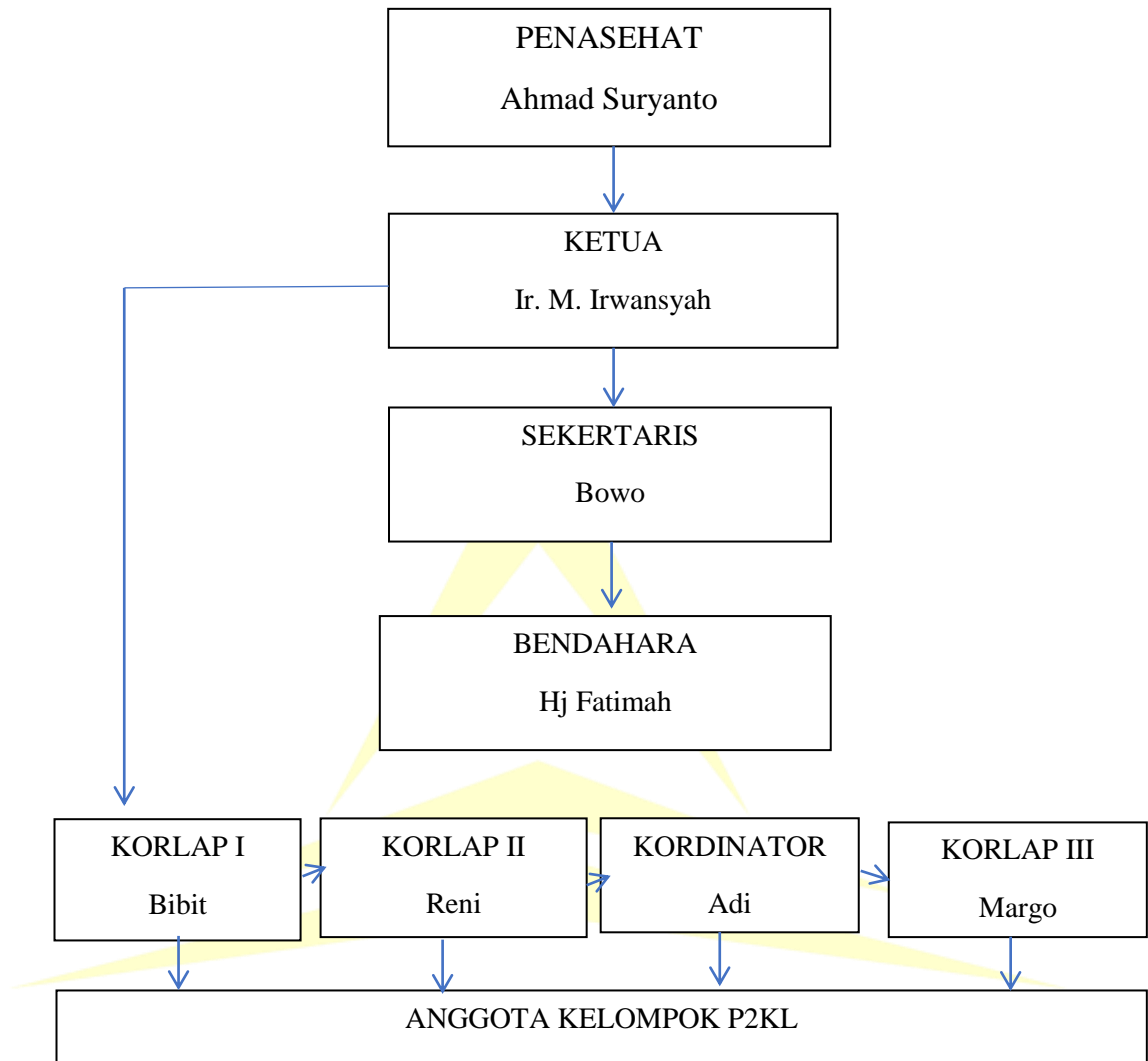 PENASEHAT
Ahmad Suryanto
KETUA
Ir. M. Irwansyah
SEKERTARIS
Bowo
BENDAHARA
Hj Fatimah
KORLAP I
Bibit
KORLAP II
Reni
KORDINATOR
Adi
KORLAP III
Margo
ANGGOTA KELOMPOK P2KL